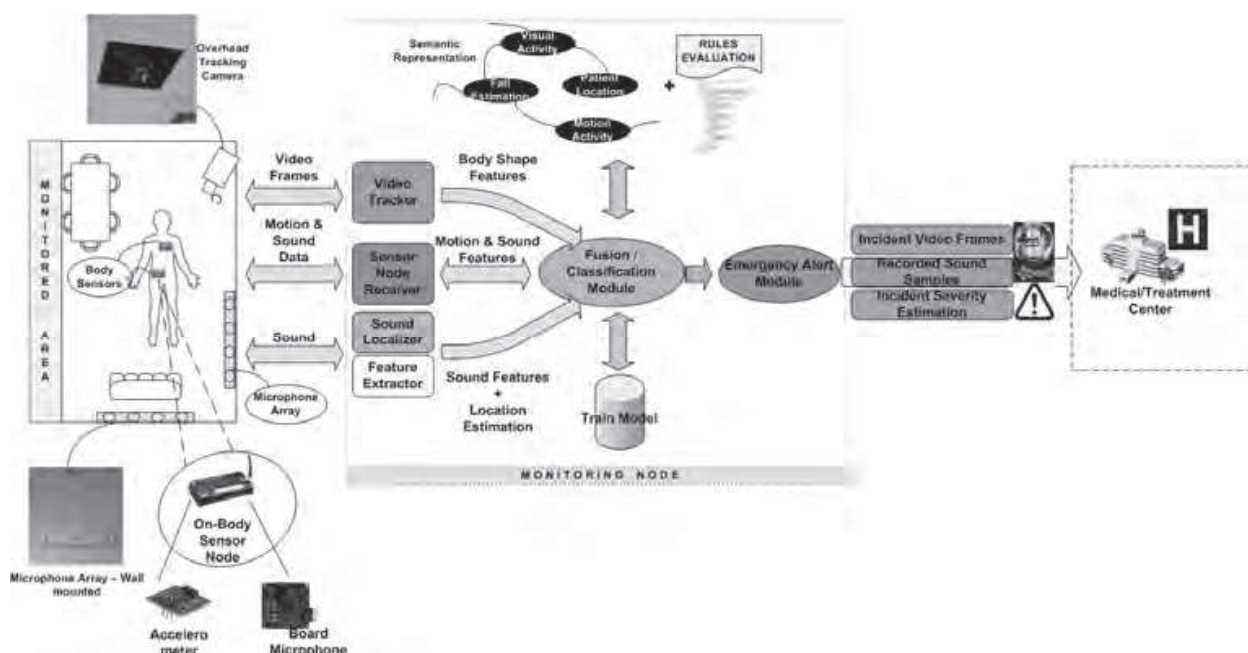 Overhead
Tracking
Camera
Semantic
Representation
Visual
Activity
Fall
Estimation
Patient
Location
Motion
Activity
+
RULES
EVALUATION
MONITORED AREA
Body
Sensors
Microphone
Array
Video
Frames
Motion &
Sound
Data
Sound
Video
Tracker
Sensor
Node
Receiver
Sound
Localizer
Feature
Extractor
Body Shape
Features
Motion & Sound
Features
Sound Features
+
Location
Estimation
Fusion /
Classification
Module
Train Model
Emergency Alert
Module
Incident Video Frames
Recorded Sound
Samples
Incident Severity
Estimation
H
Medical/Treatment
Center
MONITORING NODE
On-Body
Sensor
Node
Microphone Array – Wall
mounted
Accelero
meter
Board
Microphone